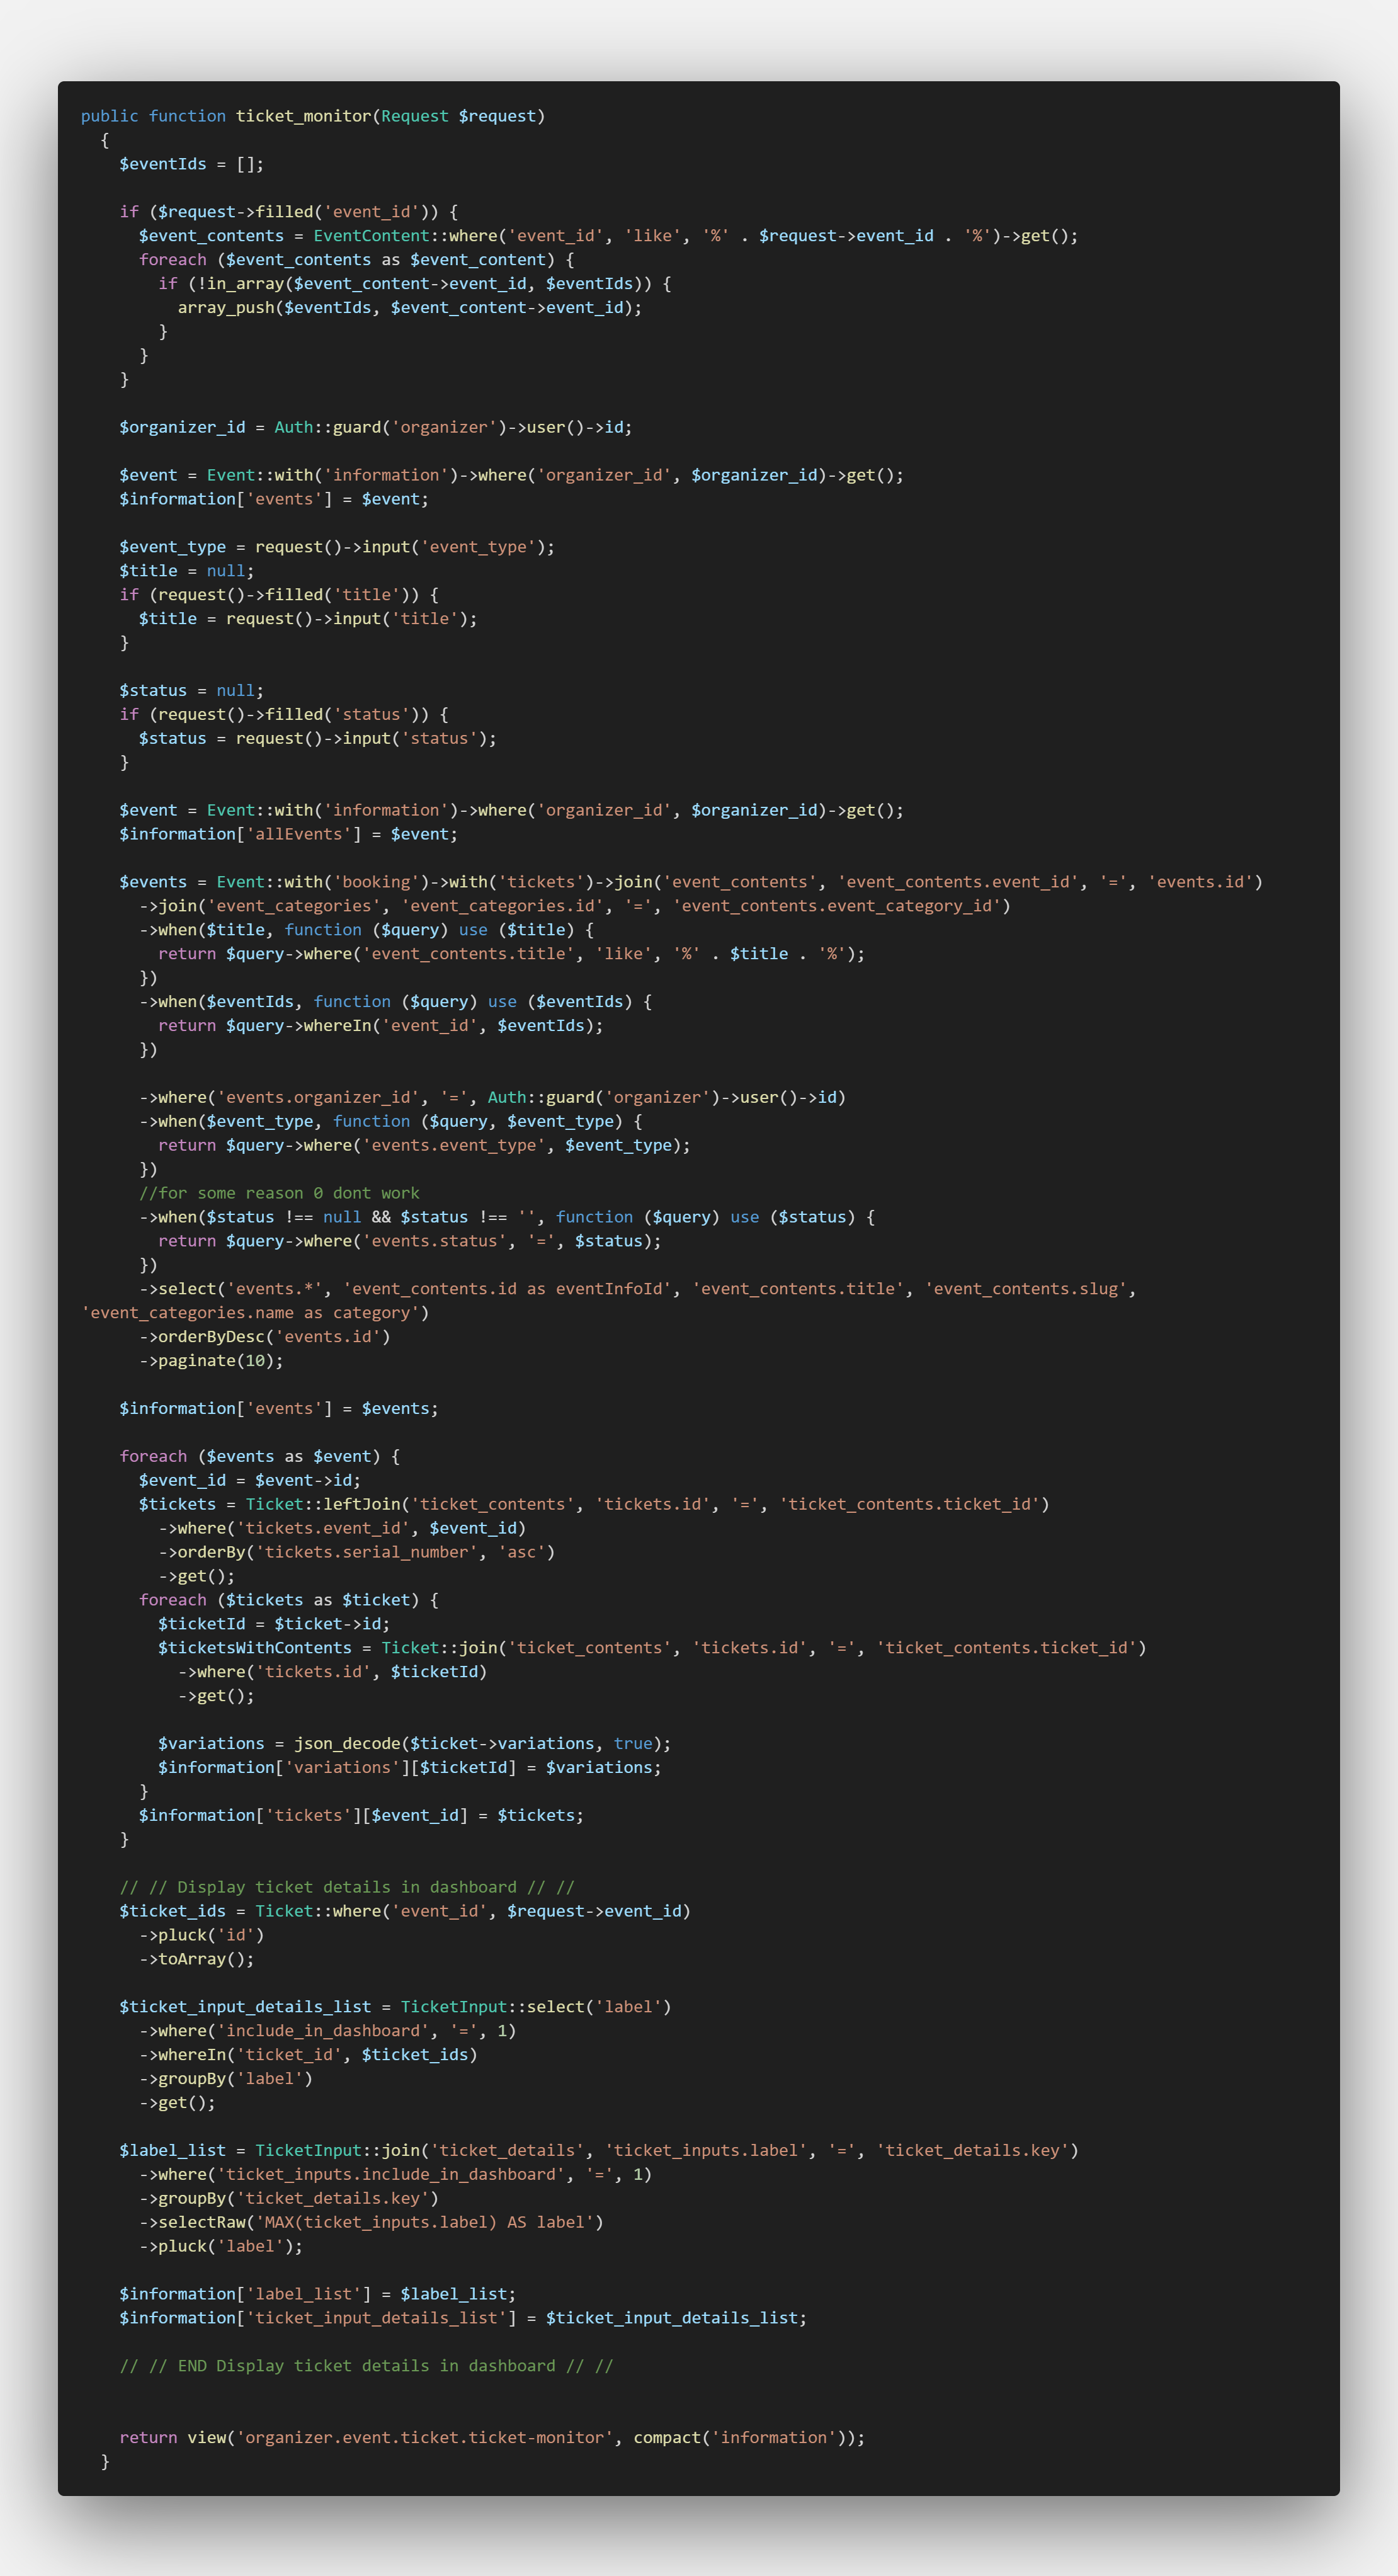 public function ticket_monitor(Request $request)
  {
    $eventIds = [];

    if ($request->filled('event_id')) {
      $event_contents = EventContent::where('event_id', 'like', '%' . $request->event_id . '%')->get();
      foreach ($event_contents as $event_content) {
        if (!in_array($event_content->event_id, $eventIds)) {
          array_push($eventIds, $event_content->event_id);
        }
      }
    }

    $organizer_id = Auth::guard('organizer')->user()->id;

    $event = Event::with('information')->where('organizer_id', $organizer_id)->get();
    $information['events'] = $event;

    $event_type = request()->input('event_type');
    $title = null;
    if (request()->filled('title')) {
      $title = request()->input('title');
    }

    $status = null;
    if (request()->filled('status')) {
      $status = request()->input('status');
    }

    $event = Event::with('information')->where('organizer_id', $organizer_id)->get();
    $information['allEvents'] = $event;

    $events = Event::with('booking')->with('tickets')->join('event_contents', 'event_contents.event_id', '=', 'events.id')
      ->join('event_categories', 'event_categories.id', '=', 'event_contents.event_category_id')
      ->when($title, function ($query) use ($title) {
        return $query->where('event_contents.title', 'like', '%' . $title . '%');
      })
      ->when($eventIds, function ($query) use ($eventIds) {
        return $query->whereIn('event_id', $eventIds);
      })

      ->where('events.organizer_id', '=', Auth::guard('organizer')->user()->id)
      ->when($event_type, function ($query, $event_type) {
        return $query->where('events.event_type', $event_type);
      })
      //for some reason 0 dont work
      ->when($status !== null && $status !== '', function ($query) use ($status) {
        return $query->where('events.status', '=', $status);
      })
      ->select('events.*', 'event_contents.id as eventInfoId', 'event_contents.title', 'event_contents.slug',
'event_categories.name as category')
      ->orderByDesc('events.id')
      ->paginate(10);

    $information['events'] = $events;

    foreach ($events as $event) {
      $event_id = $event->id;
      $tickets = Ticket::leftJoin('ticket_contents', 'tickets.id', '=', 'ticket_contents.ticket_id')
        ->where('tickets.event_id', $event_id)
        ->orderBy('tickets.serial_number', 'asc')
        ->get();
      foreach ($tickets as $ticket) {
        $ticketId = $ticket->id;
        $ticketsWithContents = Ticket::join('ticket_contents', 'tickets.id', '=', 'ticket_contents.ticket_id')
          ->where('tickets.id', $ticketId)
          ->get();

        $variations = json_decode($ticket->variations, true);
        $information['variations'][$ticketId] = $variations;
      }
      $information['tickets'][$event_id] = $tickets;
    }

    // // Display ticket details in dashboard // //
    $ticket_ids = Ticket::where('event_id', $request->event_id)
      ->pluck('id')
      ->toArray();

    $ticket_input_details_list = TicketInput::select('label')
      ->where('include_in_dashboard', '=', 1)
      ->whereIn('ticket_id', $ticket_ids)
      ->groupBy('label')
      ->get();

    $label_list = TicketInput::join('ticket_details', 'ticket_inputs.label', '=', 'ticket_details.key')
      ->where('ticket_inputs.include_in_dashboard', '=', 1)
      ->groupBy('ticket_details.key')
      ->selectRaw('MAX(ticket_inputs.label) AS label')
      ->pluck('label');

    $information['label_list'] = $label_list;
    $information['ticket_input_details_list'] = $ticket_input_details_list;

    // // END Display ticket details in dashboard // //


    return view('organizer.event.ticket.ticket-monitor', compact('information'));
  }